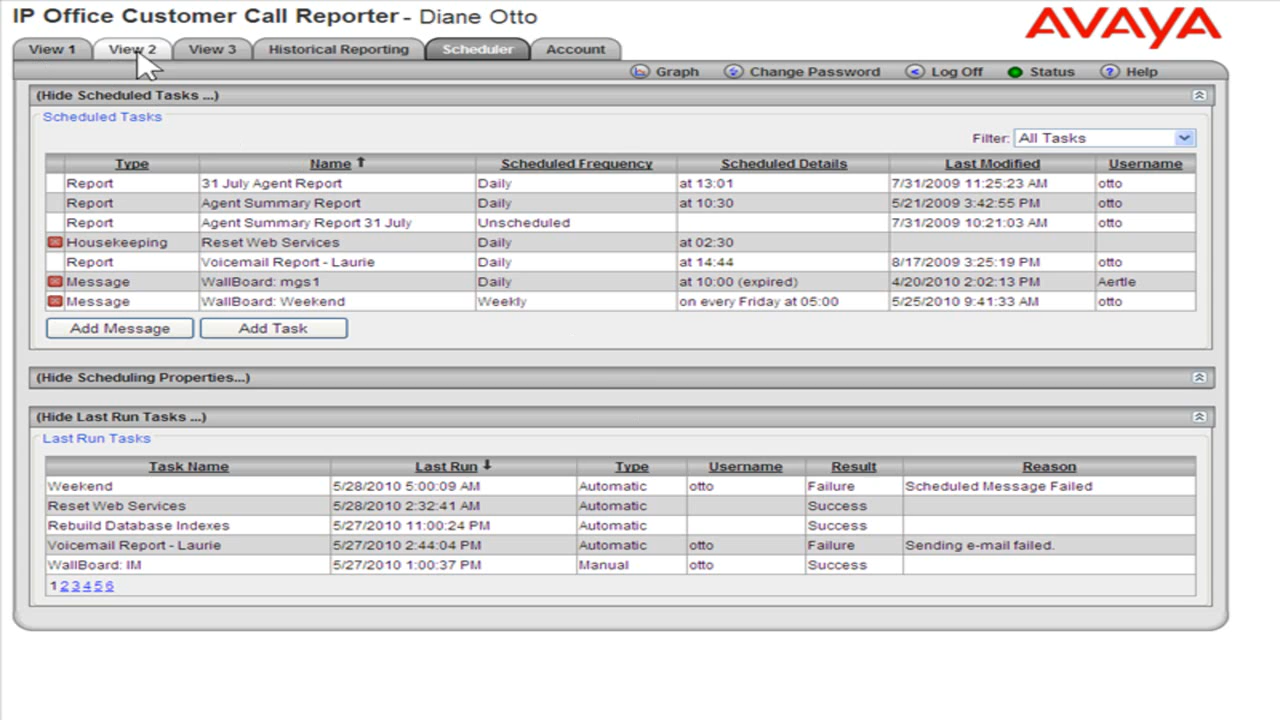 IP Office Customer Call Reporter - Diane Otto
AVAYA
View 1 View 2 View 3 Historical Reporting Scheduler Account
Graph Change Password Log Off Status Help
(Hide Scheduled Tasks ...)
Scheduled Tasks
Filter: All Tasks
Type Name Scheduled Frequency Scheduled Details Last Modified Username
Report 31 July Agent Report Daily at 13:01 7/31/2009 11:25:23 AM otto
Report Agent Summary Report Daily at 10:30 5/21/2009 3:42:55 PM otto
Report Agent Summary Report 31 July Unscheduled 7/31/2009 10:21:03 AM otto
Housekeeping Reset Web Services Daily at 02:30
Report Voicemail Report - Laurie Daily at 14:44 8/17/2009 3:25:19 PM otto
Message WallBoard: mgs1 Daily at 10:00 (expired) 4/20/2010 2:02:13 PM Aertle
Message WallBoard: Weekend Weekly on every Friday at 05:00 5/25/2010 9:41:33 AM otto
Add Message Add Task
(Hide Scheduling Properties...)
(Hide Last Run Tasks ...)
Last Run Tasks
Task Name Last Run Type Username Result Reason
Weekend 5/28/2010 5:00:09 AM Automatic otto Failure Scheduled Message Failed
Reset Web Services 5/28/2010 2:32:41 AM Automatic Success
Rebuild Database Indexes 5/27/2010 11:00:24 PM Automatic Success
Voicemail Report - Laurie 5/27/2010 2:44:04 PM Automatic otto Failure Sending e-mail failed.
WallBoard: IM 5/27/2010 1:00:37 PM Manual otto Success
1 2 3 4 5 6